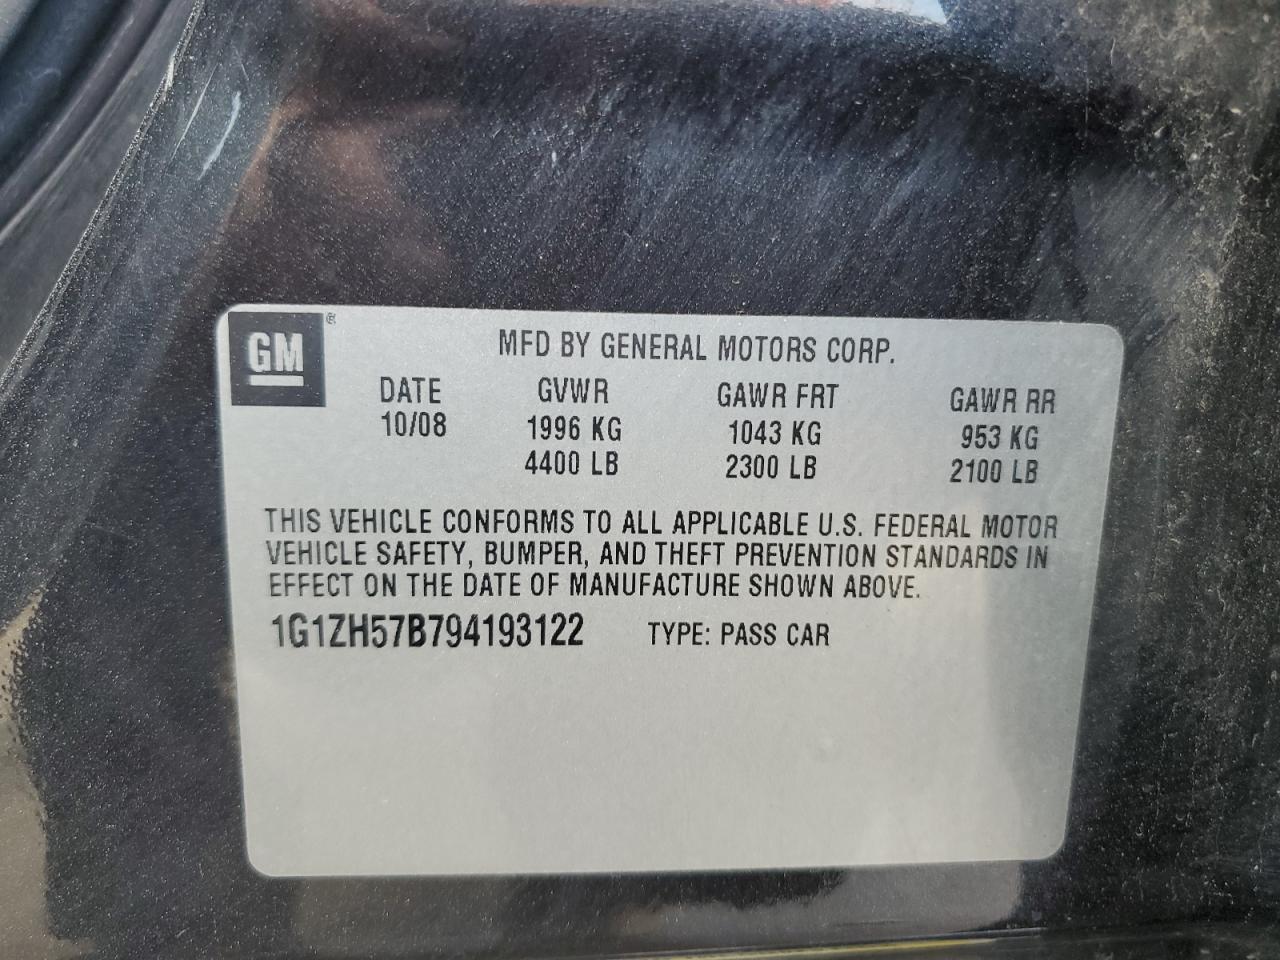 GM
MFD BY GENERAL MOTORS CORP.
DATE GVWR GAWR FRT GAWR RR
10/08 1996 KG 1043 KG 953 KG
4400 LB 2300 LB 2100 LB
THIS VEHICLE CONFORMS TO ALL APPLICABLE U.S. FEDERAL MOTOR
VEHICLE SAFETY, BUMPER, AND THEFT PREVENTION STANDARDS IN
EFFECT ON THE DATE OF MANUFACTURE SHOWN ABOVE.
1G1ZH57B794193122 TYPE: PASS CAR